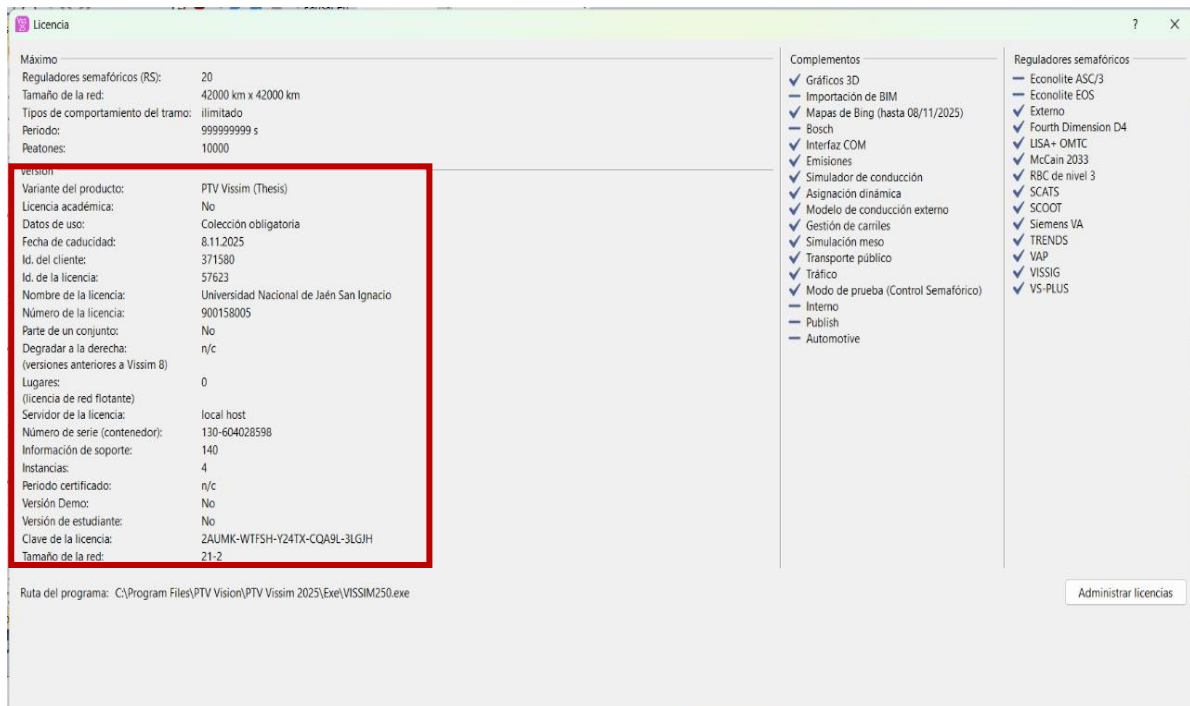 Licencia
Máximo
Reguladores semafóricos (RS): 20
Tamaño de la red: 42000 km x 42000 km
Tipos de comportamiento del tramo: ilimitado
Periodo: 999999999 s
Peatones: 10000
Versión
Variante del producto: PTV Vissim (Thesis)
Licencia académica: No
Datos de uso: Colección obligatoria
Fecha de caducidad: 8.11.2025
Id. del cliente: 371580
Id. de la licencia: 57623
Nombre de la licencia: Universidad Nacional de Jaén San Ignacio
Número de la licencia: 900158005
Parte de un conjunto: No
Degradar a la derecha: n/c
(versiones anteriores a Vissim 8)
Lugares: 0
(licencia de red flotante)
Servidor de la licencia: local host
Número de serie (contenedor): 130-604028598
Información de soporte: 140
Instancias: 4
Periodo certificado: n/c
Versión Demo: No
Versión de estudiante: No
Clave de la licencia: 2AUMK-WTFSH-Y24TX-CQA9L-3LGJH
Tamaño de la red: 21-2
Complementos
Gráficos 3D
Importación de BIM
Mapas de Bing (hasta 08/11/2025)
Bosch
Interfaz COM
Emisiones
Simulador de conducción
Asignación dinámica
Modelo de conducción externo
Gestión de carriles
Simulación meso
Transporte público
Tráfico
Modo de prueba (Control Semafórico)
Interno
Publish
Automotive
Reguladores semafóricos
Econolite ASC/3
Econolite EOS
Externo
Fourth Dimension D4
LISA+ OMTC
McCain 2033
RBC de nivel 3
SCATS
SCOOT
Siemens VA
TRENDS
VAP
VISSIG
VS-PLUS
Ruta del programa: C:\Program Files\PTV Vision\PTV Vissim 2025\Exe\VISSIM250.exe
Administrar licencias